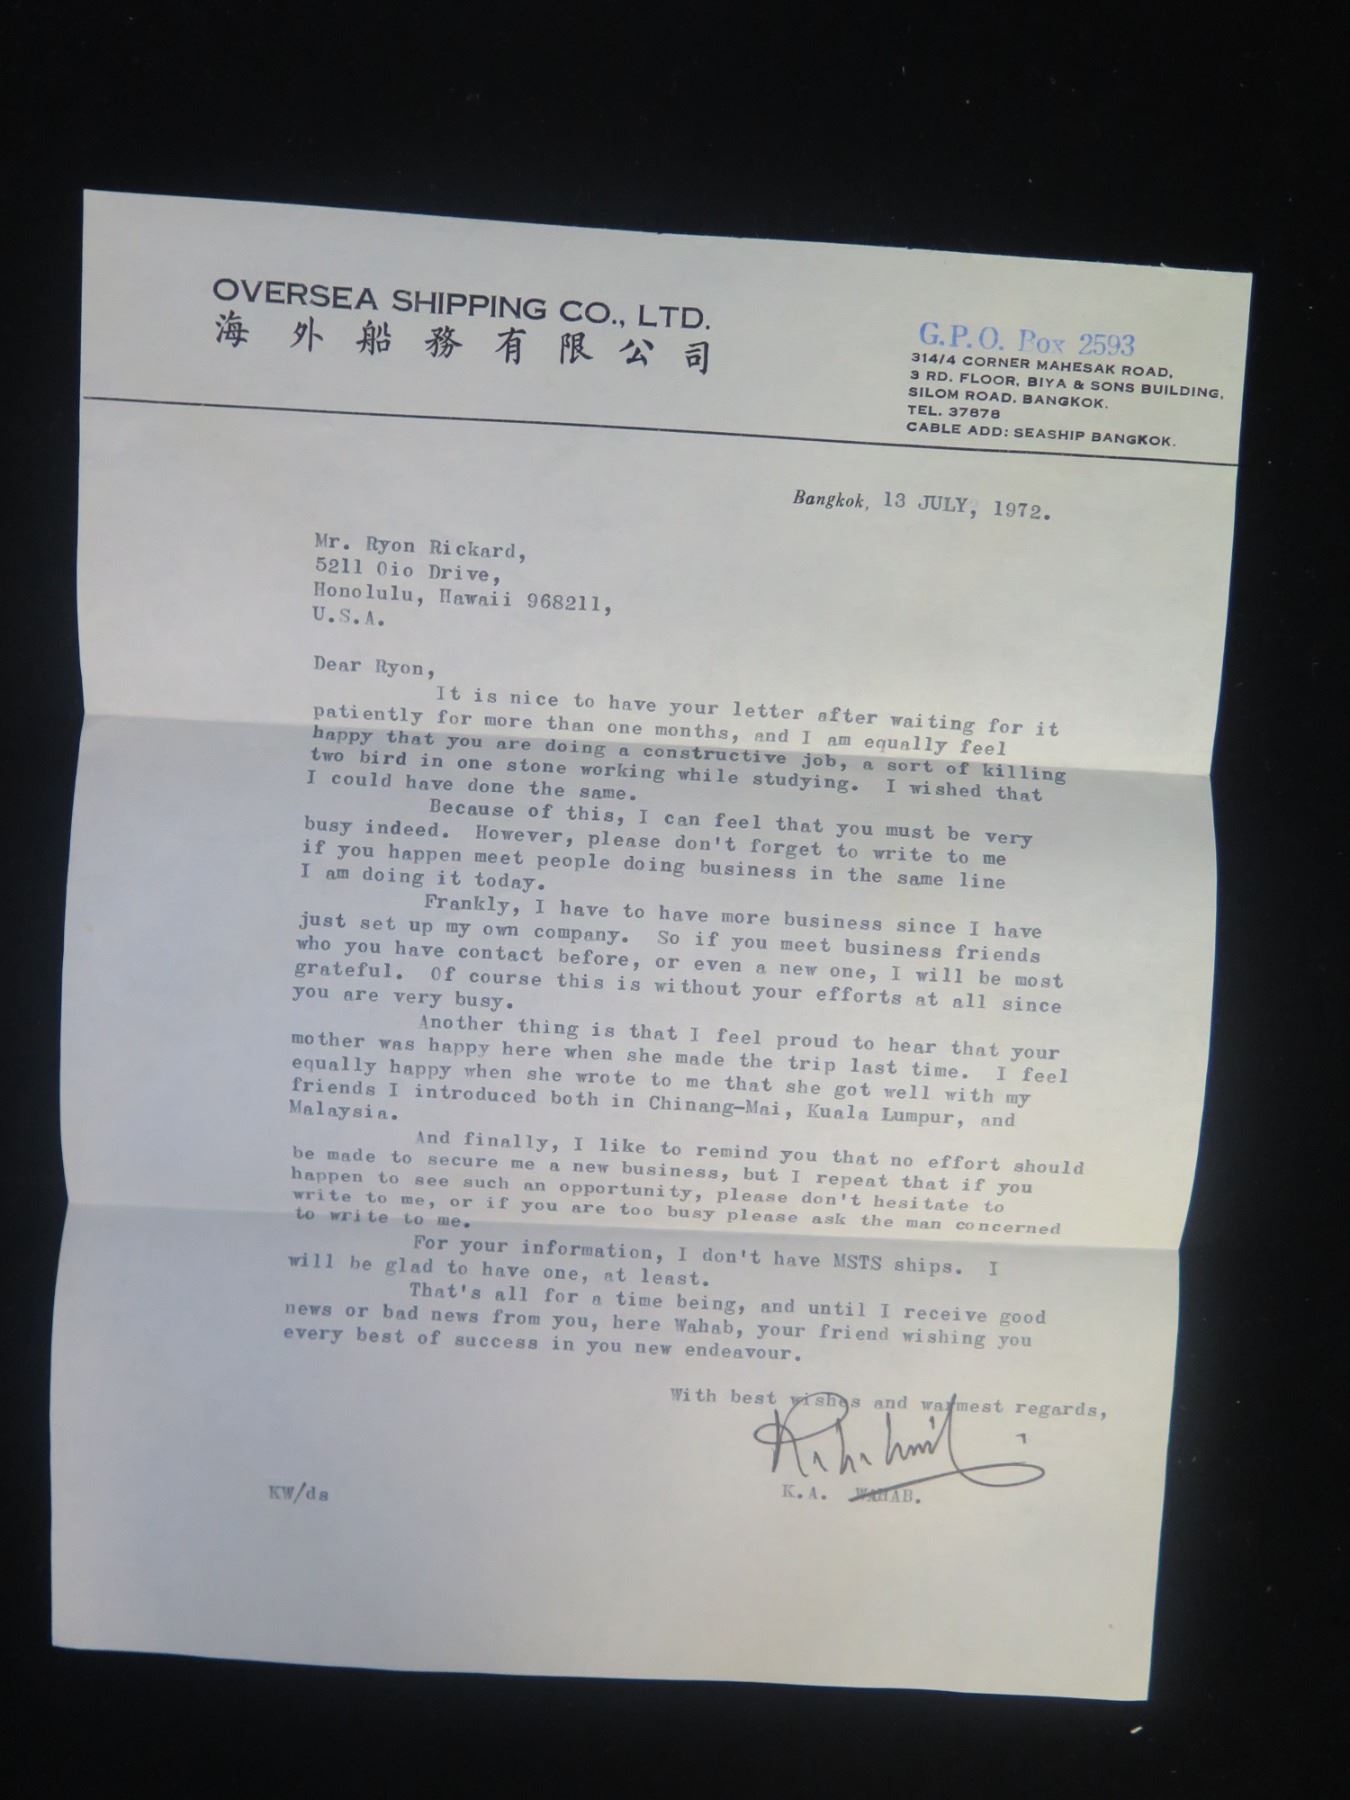 OVERSEA SHIPPING CO., LTD.
海外船務有限公司
G.P.O. Box 2593
314/4 CORNER MAHESAK ROAD,
3 RD. FLOOR, BIYA & SONS BUILDING,
SILOM ROAD. BANGKOK.
TEL. 37878
CABLE ADD: SEASHIP BANGKOK.
Bangkok, 13 JULY, 1972.
Mr. Ryon Rickard,
5211 Oio Drive,
Honolulu, Hawaii 968211,
U.S.A.
Dear Ryon,
It is nice to have your letter after waiting for it
patiently for more than one months, and I am equally feel
happy that you are doing a constructive job, a sort of killing
two bird in one stone working while studying. I wished that
I could have done the same.
Because of this, I can feel that you must be very
busy indeed. However, please don't forget to write to me
if you happen meet people doing business in the same line
I am doing it today.
Frankly, I have to have more business since I have
just set up my own company. So if you meet business friends
who you have contact before, or even a new one, I will be most
grateful. Of course this is without your efforts at all since
you are very busy.
Another thing is that I feel proud to hear that your
mother was happy here when she made the trip last time. I feel
equally happy when she wrote to me that she got well with my
friends I introduced both in Chinang-Mai, Kuala Lumpur, and
Malaysia.
And finally, I like to remind you that no effort should
be made to secure me a new business, but I repeat that if you
happen to see such an opportunity, please don't hesitate to
write to me, or if you are too busy please ask the man concerned
to write to me.
For your information, I don't have MSTS ships. I
will be glad to have one, at least.
That's all for a time being, and until I receive good
news or bad news from you, here Wahab, your friend wishing you
every best of success in you new endeavour.
With best wishes and warmest regards,
K.A. WAHAB.
KW/ds